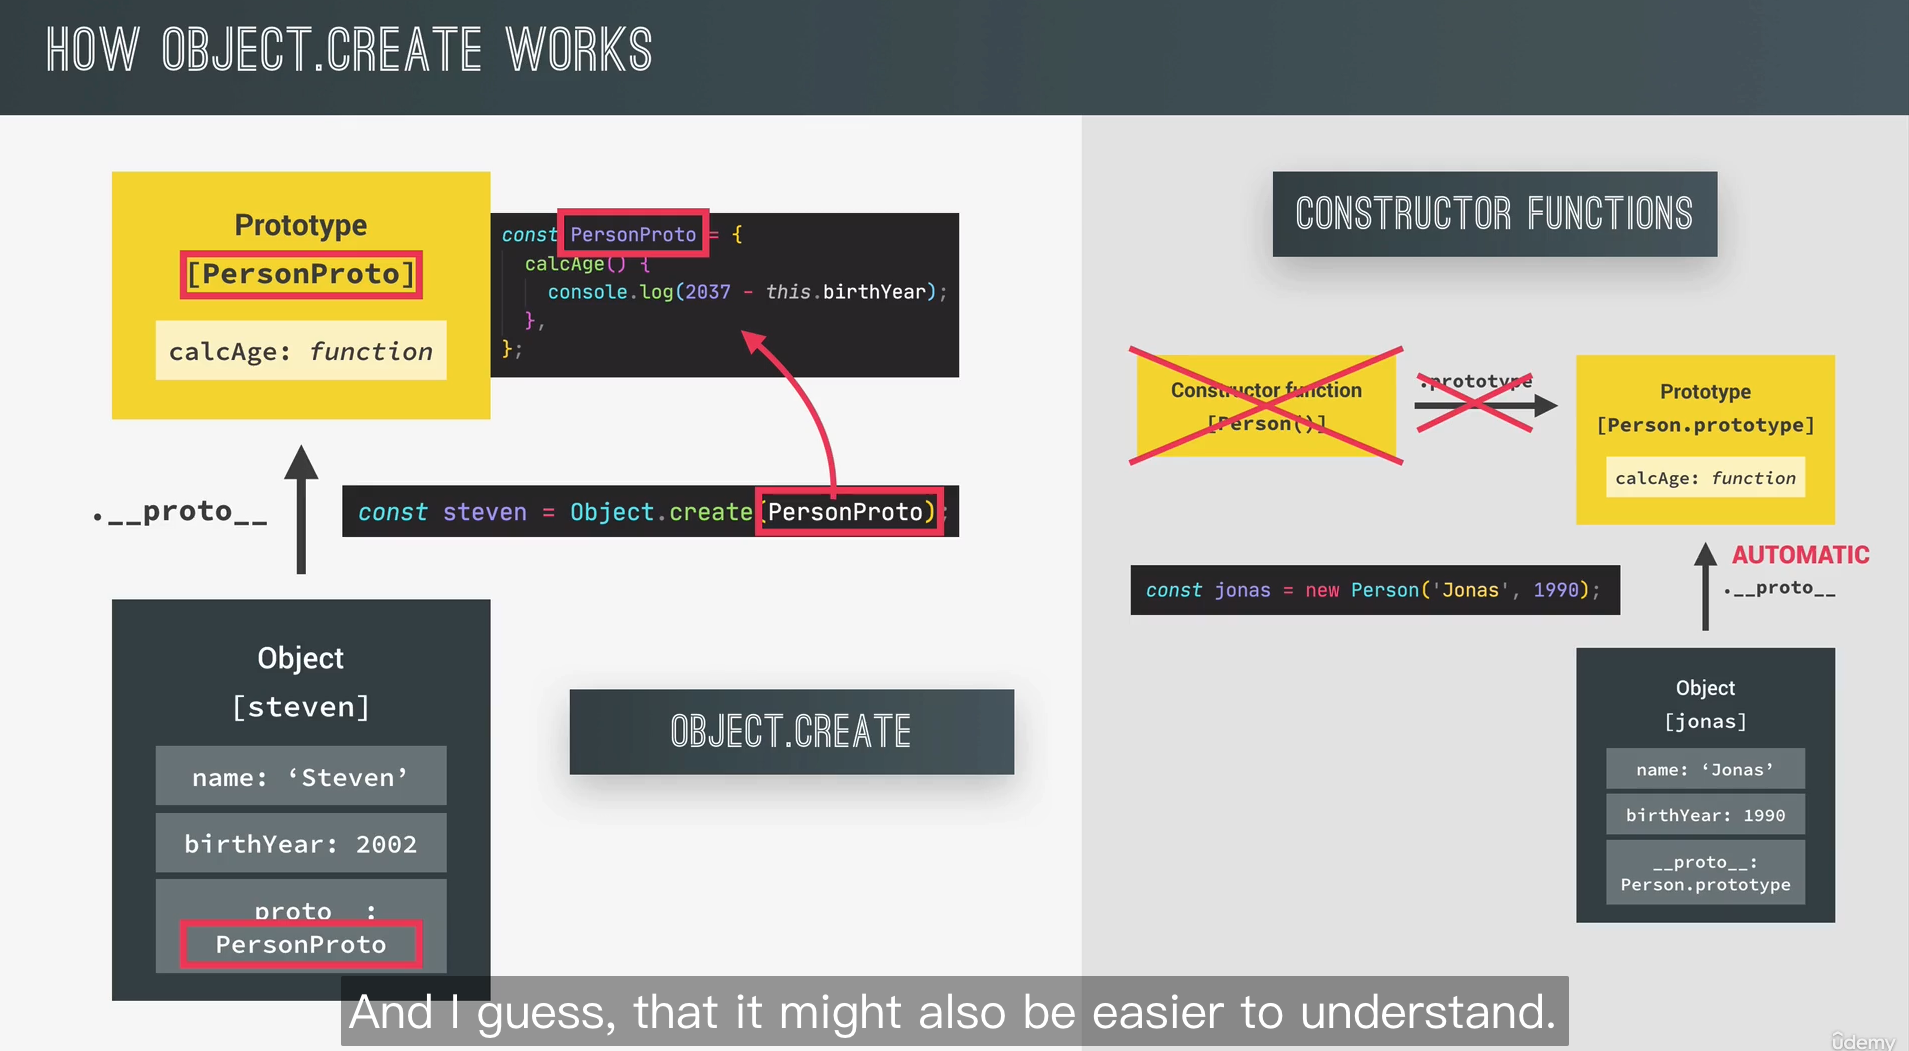 HOW OBJECT.CREATE WORKS
Prototype
[PersonProto]
calcAge: function
const PersonProto = {
calcAge() {
console.log(2037 - this.birthYear);
},
};
.__proto__
const steven = Object.create(PersonProto);
Object
[steven]
name: ‘Steven’
birthYear: 2002
__proto__:
PersonProto
OBJECT.CREATE
CONSTRUCTOR FUNCTIONS
Constructor function
[Person()]
.prototype
Prototype
[Person.prototype]
calcAge: function
AUTOMATIC
.__proto__
const jonas = new Person('Jonas', 1990);
Object
[jonas]
name: ‘Jonas’
birthYear: 1990
__proto__:
Person.prototype
And I guess, that it might also be easier to understand.
udemy